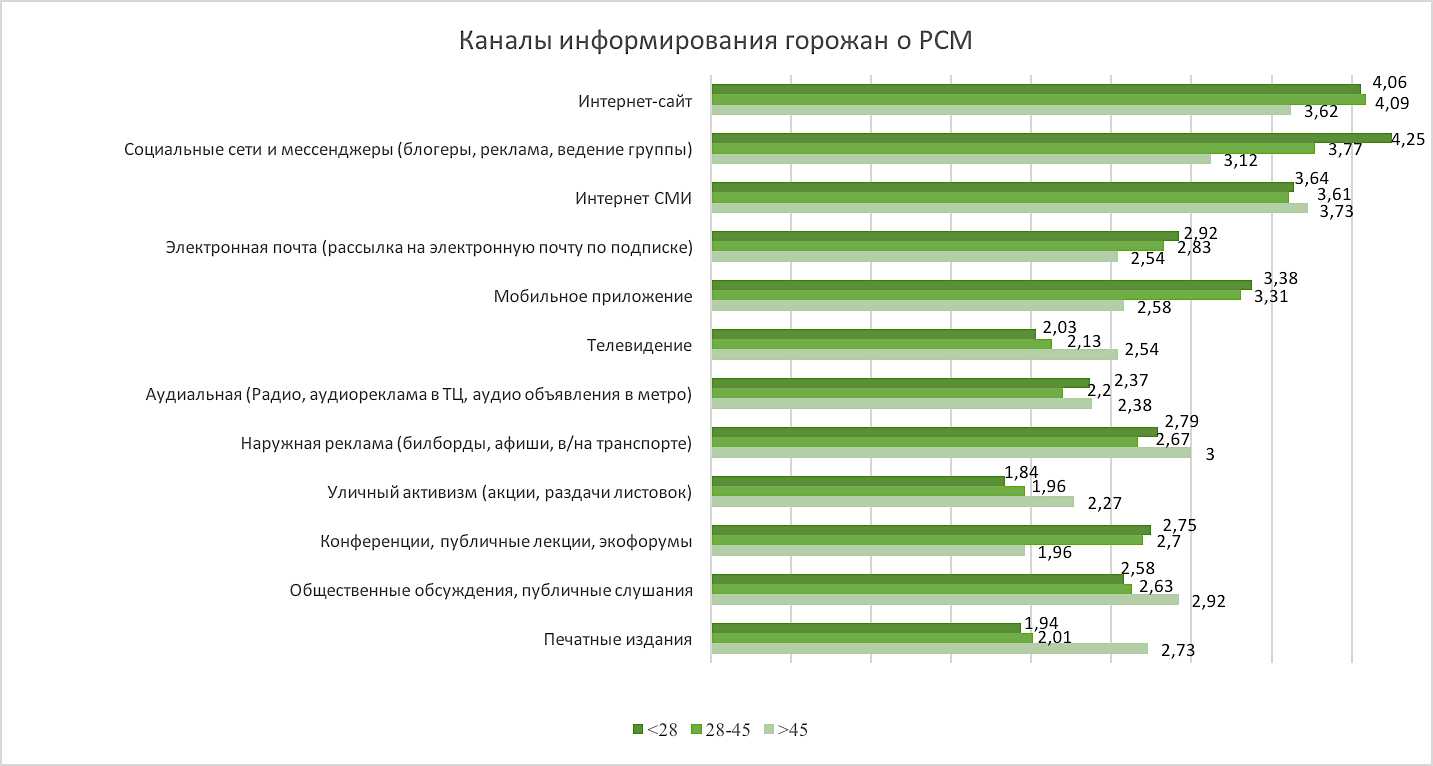 Каналы информирования горожан о РСМ
Интернет-сайт
4,06
4,09
3,62
Социальные сети и мессенджеры (блогеры, реклама, ведение группы)
4,25
3,77
3,12
Интернет СМИ
3,64
3,61
3,73
Электронная почта (рассылка на электронную почту по подписке)
2,92
2,83
2,54
Мобильное приложение
3,38
3,31
2,58
Телевидение
2,03
2,13
2,54
Аудиальная (Радио, аудиореклама в ТЦ, аудио объявления в метро)
2,37
2,2
2,38
Наружная реклама (билборды, афиши, в/на транспорте)
2,79
2,67
3
Уличный активизм (акции, раздачи листовок)
1,84
1,96
2,27
Конференции, публичные лекции, экофорумы
2,75
2,7
1,96
Общественные обсуждения, публичные слушания
2,58
2,63
2,92
Печатные издания
1,94
2,01
2,73
<28 28-45 >45